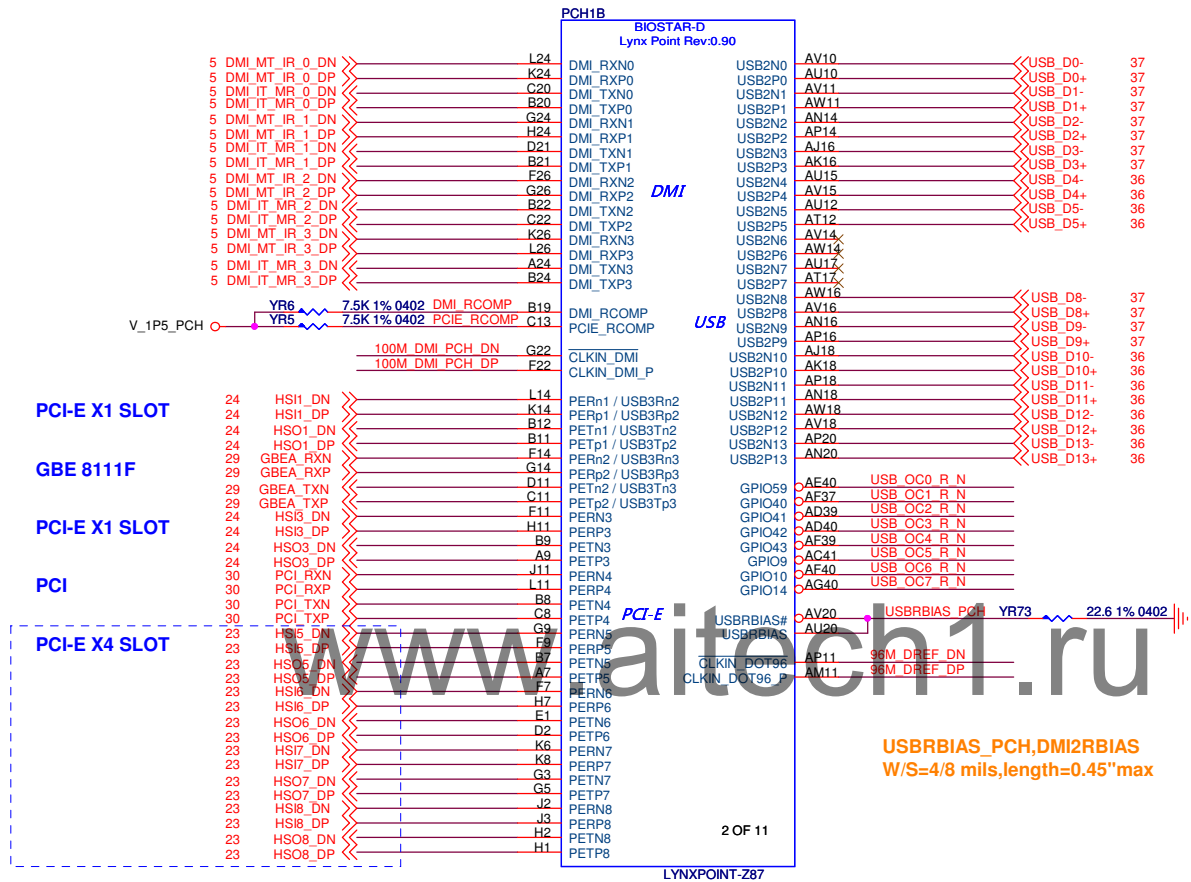 PCH1B
BIOSTAR-D
Lynx Point Rev:0.90
5 DMI_MT_IR_0_DN L24 DMI_RXN0
5 DMI_MT_IR_0_DP K24 DMI_RXP0
5 DMI_IT_MR_0_DN C20 DMI_TXN0
5 DMI_IT_MR_0_DP B20 DMI_TXP0
5 DMI_MT_IR_1_DN G24 DMI_RXN1
5 DMI_MT_IR_1_DP H24 DMI_RXP1
5 DMI_IT_MR_1_DN D21 DMI_TXN1
5 DMI_IT_MR_1_DP B21 DMI_TXP1
5 DMI_MT_IR_2_DN F26 DMI_RXN2
5 DMI_MT_IR_2_DP G26 DMI_RXP2
5 DMI_IT_MR_2_DN B22 DMI_TXN2
5 DMI_IT_MR_2_DP C22 DMI_TXP2
5 DMI_MT_IR_3_DN K26 DMI_RXN3
5 DMI_MT_IR_3_DP L26 DMI_RXP3
5 DMI_IT_MR_3_DN A24 DMI_TXN3
5 DMI_IT_MR_3_DP B24 DMI_TXP3
DMI
V_1P5_PCH
YR6 7.5K 1% 0402 DMI_RCOMP B19 DMI_RCOMP
YR5 7.5K 1% 0402 PCIE_RCOMP C13 PCIE_RCOMP
100M_DMI_PCH_DN G22 CLKIN_DMI
100M_DMI_PCH_DP F22 CLKIN_DMI_P
PCI-E X1 SLOT
24 HSI1_DN L14 PERn1 / USB3Rn2
24 HSI1_DP K14 PERp1 / USB3Rp2
24 HSO1_DN B12 PETn1 / USB3Tn2
24 HSO1_DP B11 PETp1 / USB3Tp2
GBE 8111F
29 GBEA_RXN F14 PERn2 / USB3Rn3
29 GBEA_RXP G14 PERp2 / USB3Rp3
29 GBEA_TXN D11 PETn2 / USB3Tn3
29 GBEA_TXP C11 PETp2 / USB3Tp3
PCI-E X1 SLOT
24 HSI3_DN F11 PERN3
24 HSI3_DP H11 PERP3
24 HSO3_DN B9 PETN3
24 HSO3_DP A9 PETP3
PCI
30 PCI_RXN J11 PERN4
30 PCI_RXP L11 PERP4
30 PCI_TXN B8 PETN4
30 PCI_TXP C8 PETP4
PCI-E
PCI-E X4 SLOT
23 HSI5_DN G9 PERN5
23 HSI5_DP F9 PERP5
23 HSO5_DN B7 PETN5
23 HSO5_DP A7 PETP5
23 HSI6_DN F7 PERN6
23 HSI6_DP H7 PERP6
23 HSO6_DN E1 PETN6
23 HSO6_DP D2 PETP6
23 HSI7_DN K6 PERN7
23 HSI7_DP K8 PERP7
23 HSO7_DN G3 PETN7
23 HSO7_DP G5 PETP7
23 HSI8_DN J2 PERN8
23 HSI8_DP J3 PERP8
23 HSO8_DN H2 PETN8
23 HSO8_DP H1 PETP8
USB2N0 AV10 USB_D0- 37
USB2P0 AU10 USB_D0+ 37
USB2N1 AV11 USB_D1- 37
USB2P1 AW11 USB_D1+ 37
USB2N2 AN14 USB_D2- 37
USB2P2 AP14 USB_D2+ 37
USB2N3 AJ16 USB_D3- 37
USB2P3 AK16 USB_D3+ 37
USB2N4 AU15 USB_D4- 36
USB2P4 AV15 USB_D4+ 36
USB2N5 AU12 USB_D5- 36
USB2P5 AT12 USB_D5+ 36
USB2N6 AV14
USB2P6 AW14
USB2N7 AU17
USB2P7 AT17
USB2N8 AW16 USB_D8- 37
USB2P8 AV16 USB_D8+ 37
USB2N9 AN16 USB_D9- 37
USB2P9 AP16 USB_D9+ 37
USB2N10 AJ18 USB_D10- 36
USB2P10 AK18 USB_D10+ 36
USB2N11 AP18 USB_D11- 36
USB2P11 AN18 USB_D11+ 36
USB2N12 AW18 USB_D12- 36
USB2P12 AV18 USB_D12+ 36
USB2N13 AP20 USB_D13- 36
USB2P13 AN20 USB_D13+ 36
USB
GPIO59 AE40 USB_OC0_R_N
GPIO40 AF37 USB_OC1_R_N
GPIO41 AD39 USB_OC2_R_N
GPIO42 AD40 USB_OC3_R_N
GPIO43 AF39 USB_OC4_R_N
GPIO9 AC41 USB_OC5_R_N
GPIO10 AF40 USB_OC6_R_N
GPIO14 AG40 USB_OC7_R_N
USBRBIAS# AV20 USBRBIAS_PCH YR73 22.6 1% 0402
USBRBIAS AU20
CLKIN_DOT96 AP11 96M_DREF_DN
CLKIN_DOT96_P AM11 96M_DREF_DP
www.aitech1.ru
USBRBIAS_PCH,DMI2RBIAS
W/S=4/8 mils,length=0.45"max
2 OF 11
LYNXPOINT-Z87